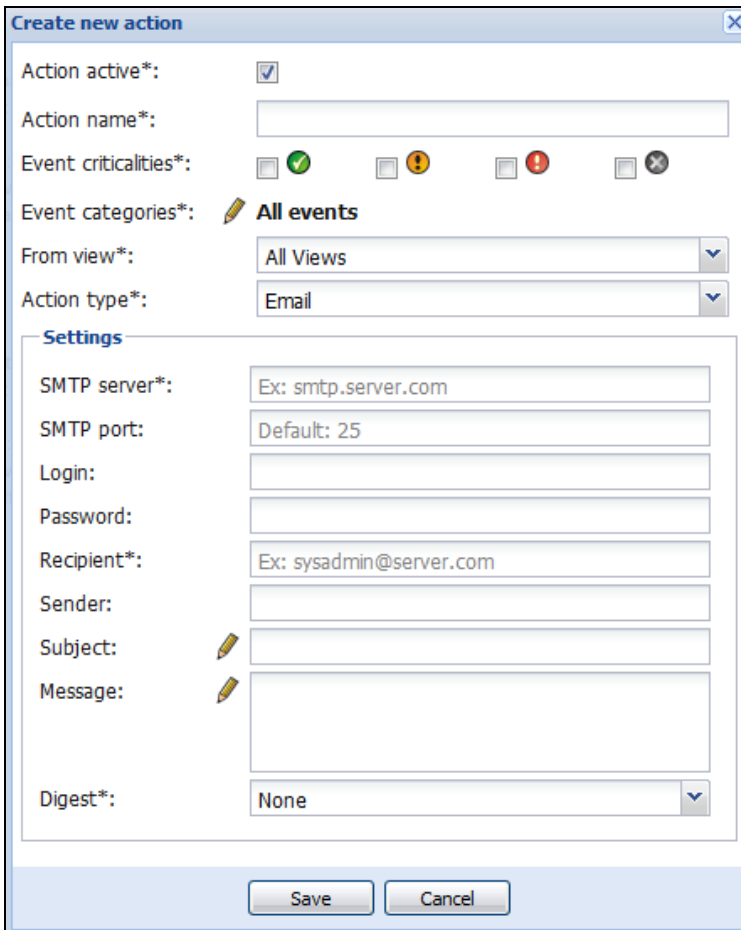 Create new action
Action active*:
Action name*:
Event criticalities*:
Event categories*: All events
From view*: All Views
Action type*: Email
Settings
SMTP server*: Ex: smtp.server.com
SMTP port: Default: 25
Login:
Password:
Recipient*: Ex: sysadmin@server.com
Sender:
Subject:
Message:
Digest*: None
Save Cancel